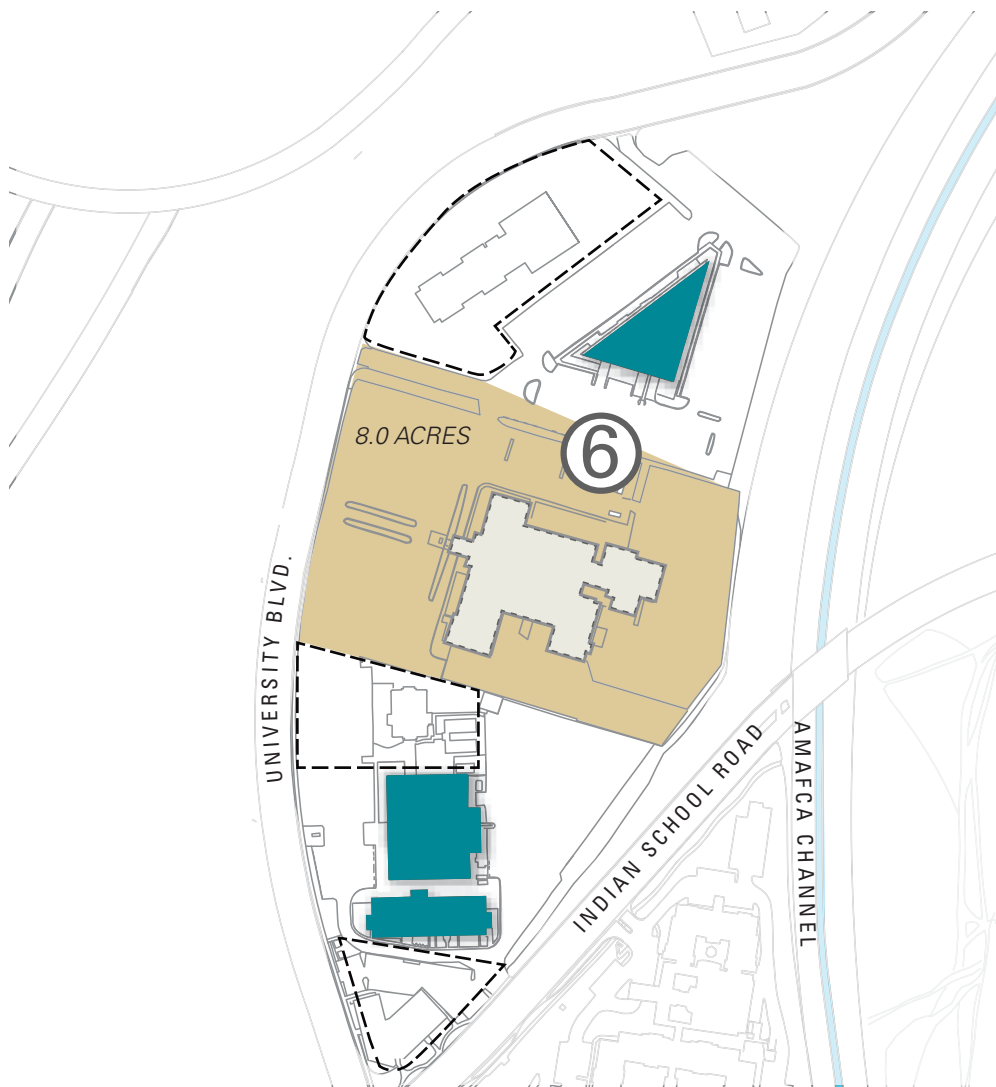 8.0 ACRES
6
UNIVERSITY BLVD.
INDIAN SCHOOL ROAD
AMAFCA CHANNEL